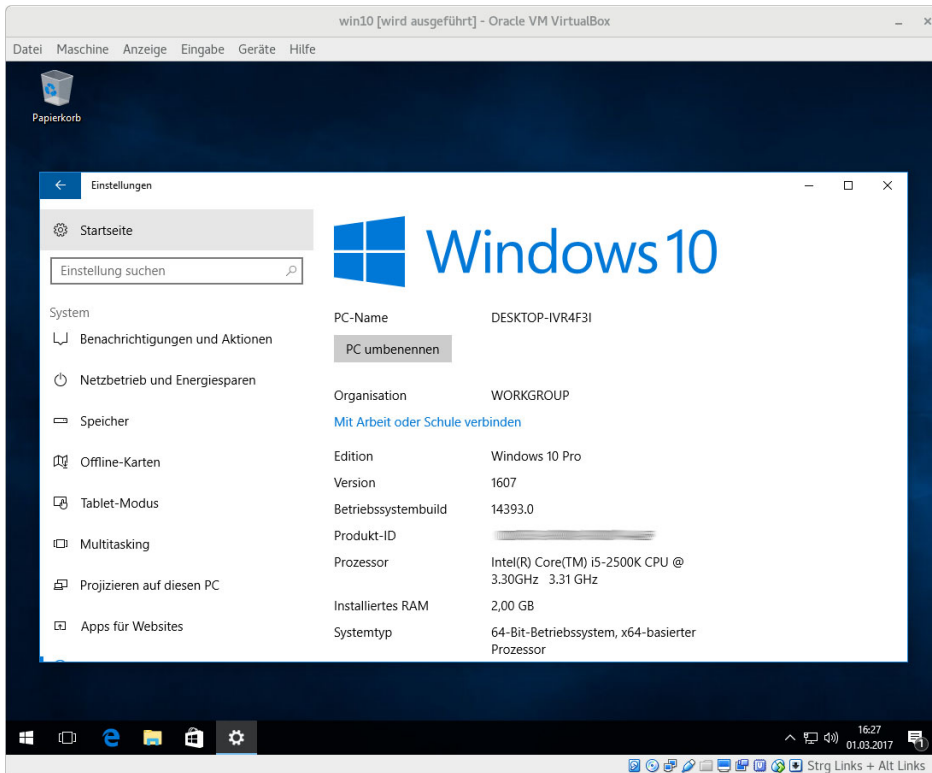 win10 [wird ausgeführt] - Oracle VM VirtualBox
Datei Maschine Anzeige Eingabe Geräte Hilfe
Papierkorb
Einstellungen
Startseite
Einstellung suchen
System
Benachrichtigungen und Aktionen
Netzbetrieb und Energiesparen
Speicher
Offline-Karten
Tablet-Modus
Multitasking
Projizieren auf diesen PC
Apps für Websites
Windows 10
PC-Name DESKTOP-IVR4F3I
PC umbenennen
Organisation WORKGROUP
Mit Arbeit oder Schule verbinden
Edition Windows 10 Pro
Version 1607
Betriebssystembuild 14393.0
Produkt-ID
Prozessor Intel(R) Core(TM) i5-2500K CPU @
3.30GHz 3.31 GHz
Installiertes RAM 2,00 GB
Systemtyp 64-Bit-Betriebssystem, x64-basierter
Prozessor
16:27
01.03.2017
1
Strg Links + Alt Links